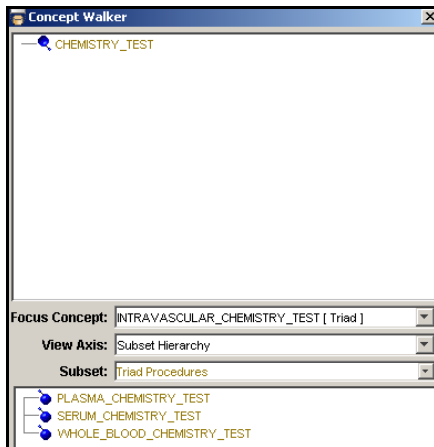 Concept Walker
CHEMISTRY_TEST
Focus Concept: INTRAVASCULAR_CHEMISTRY_TEST [ Triad ]
View Axis: Subset Hierarchy
Subset: Triad Procedures
PLASMA_CHEMISTRY_TEST
SERUM_CHEMISTRY_TEST
WHOLE_BLOOD_CHEMISTRY_TEST